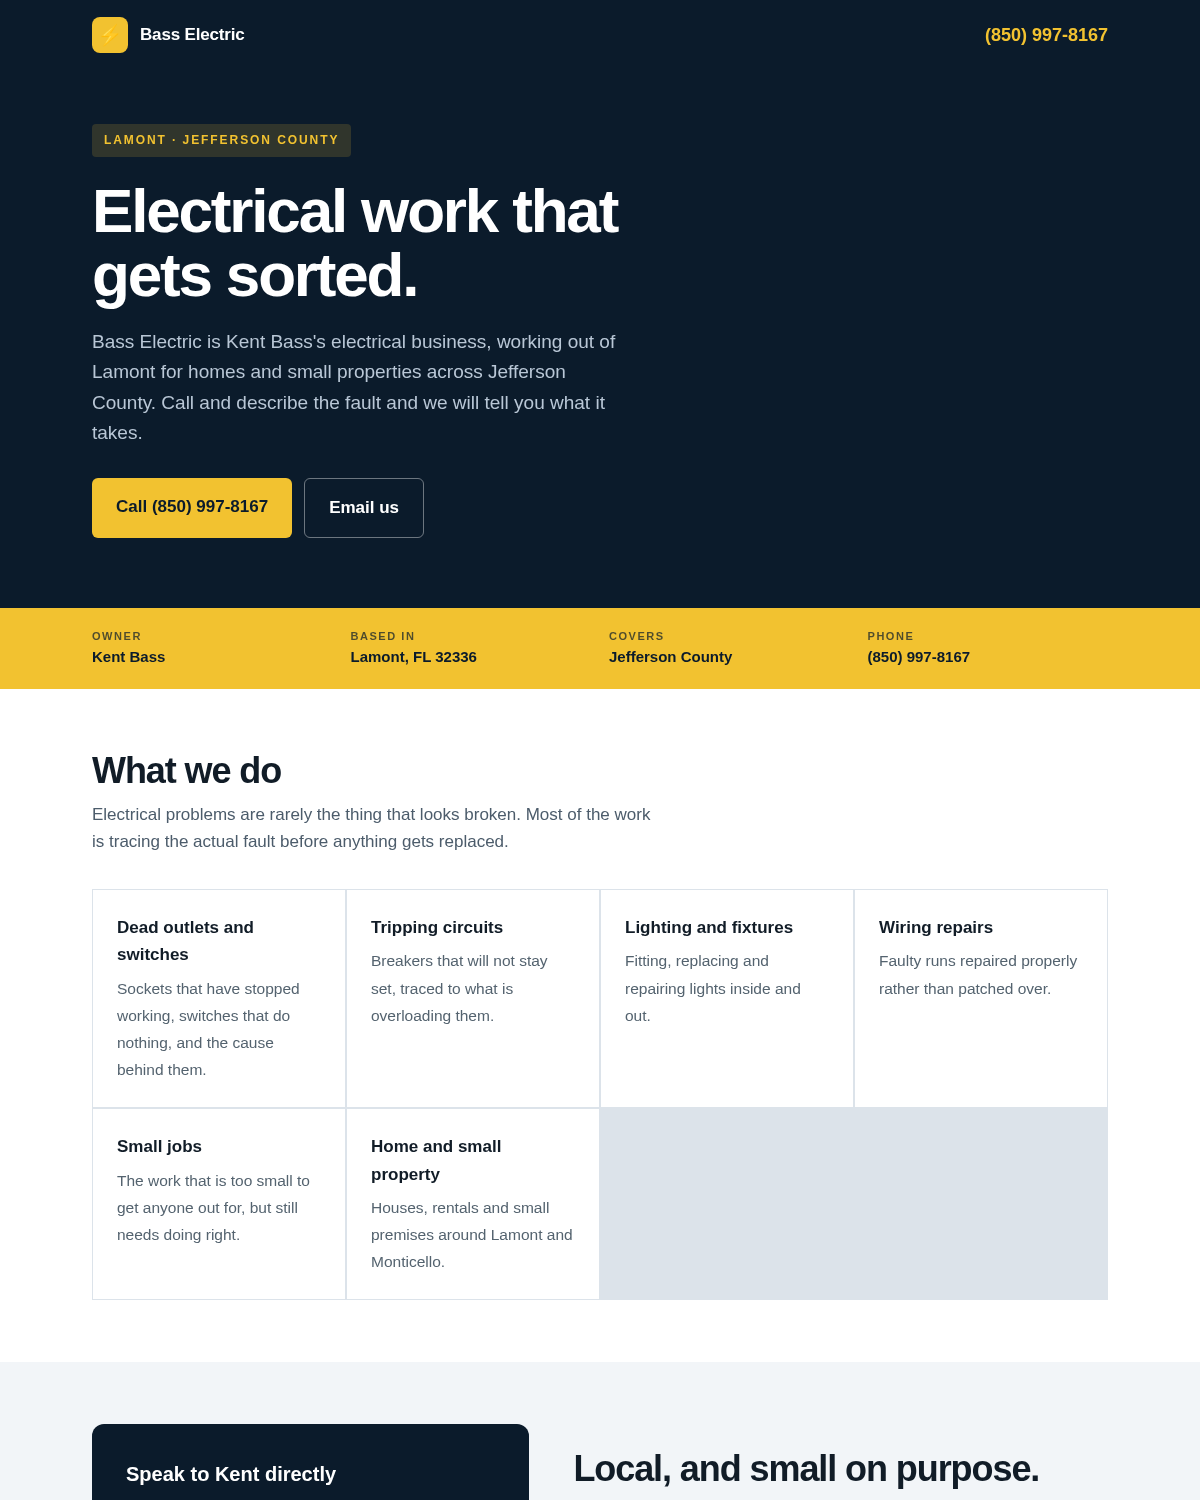 Bass Electric
(850) 997-8167
LAMONT · JEFFERSON COUNTY
Electrical work that
gets sorted.
Bass Electric is Kent Bass's electrical business, working out of
Lamont for homes and small properties across Jefferson
County. Call and describe the fault and we will tell you what it
takes.
Call (850) 997-8167
Email us
OWNER
Kent Bass
BASED IN
Lamont, FL 32336
COVERS
Jefferson County
PHONE
(850) 997-8167
What we do
Electrical problems are rarely the thing that looks broken. Most of the work
is tracing the actual fault before anything gets replaced.
Dead outlets and
switches
Sockets that have stopped
working, switches that do
nothing, and the cause
behind them.
Tripping circuits
Breakers that will not stay
set, traced to what is
overloading them.
Lighting and fixtures
Fitting, replacing and
repairing lights inside and
out.
Wiring repairs
Faulty runs repaired properly
rather than patched over.
Small jobs
The work that is too small to
get anyone out for, but still
needs doing right.
Home and small
property
Houses, rentals and small
premises around Lamont and
Monticello.
Speak to Kent directly
Local, and small on purpose.